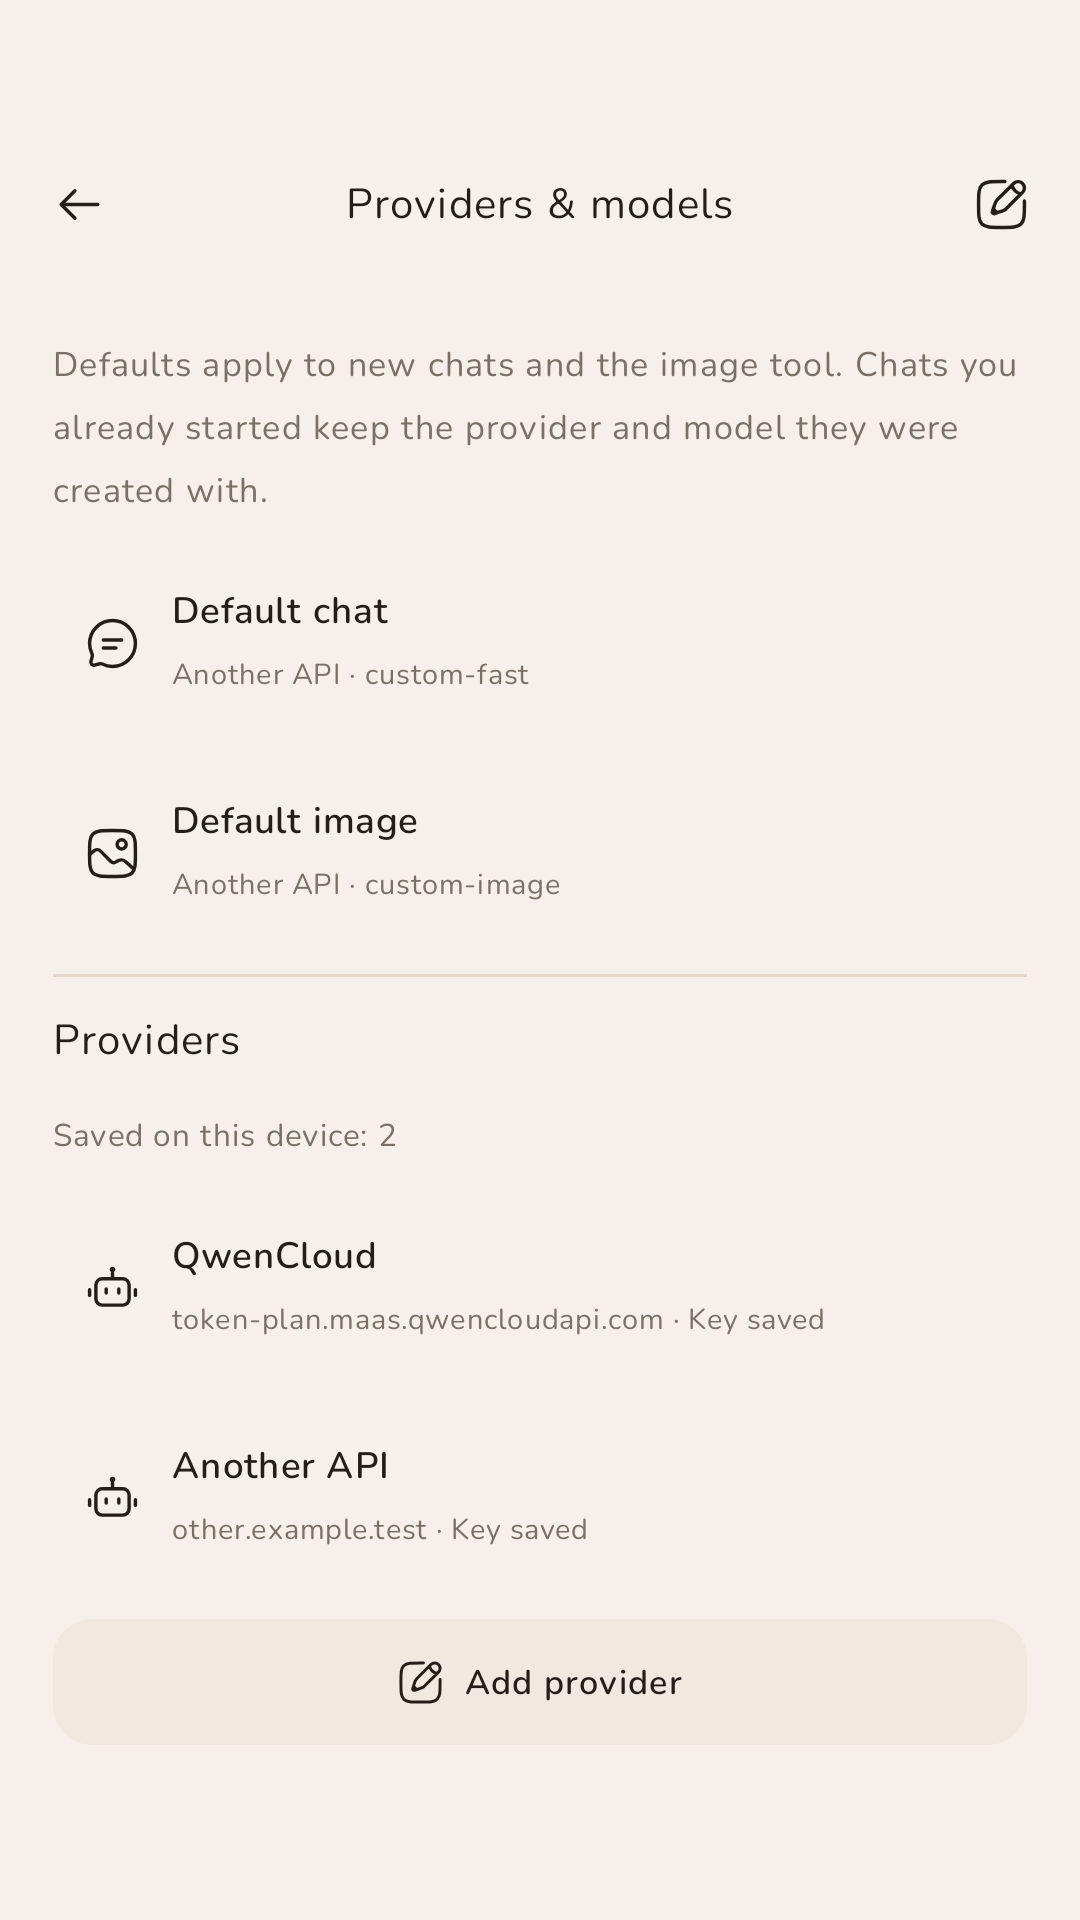 Providers & models
Defaults apply to new chats and the image tool. Chats you
already started keep the provider and model they were
created with.
Default chat
Another API · custom-fast
Default image
Another API · custom-image
Providers
Saved on this device: 2
QwenCloud
token-plan.maas.qwencloudapi.com · Key saved
Another API
other.example.test · Key saved
Add provider